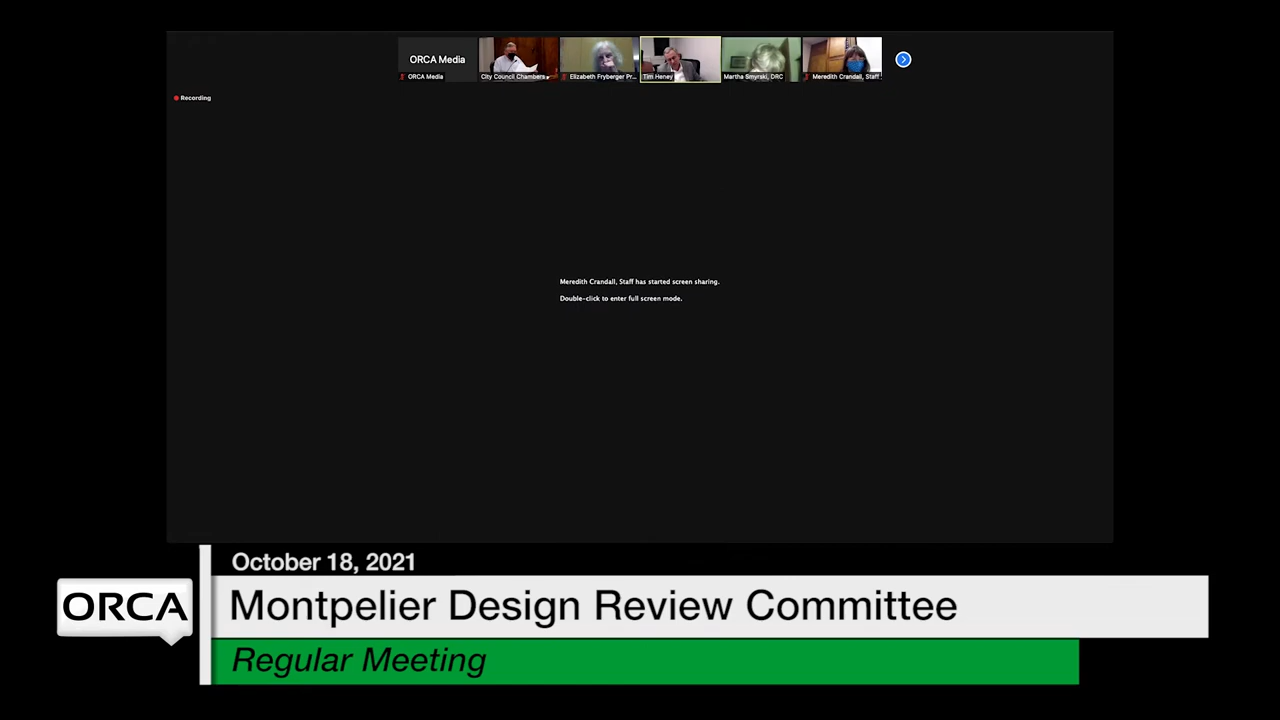 ORCA Media
ORCA Media
City Council Chambers
Elizabeth Fryberger Pr...
Tim Heney
Martha Smyrski, DRC
Meredith Crandall, Staff
Recording
Meredith Crandall, Staff has started screen sharing.
Double-click to enter full screen mode.
October 18, 2021
ORCA
Montpelier Design Review Committee
Regular Meeting